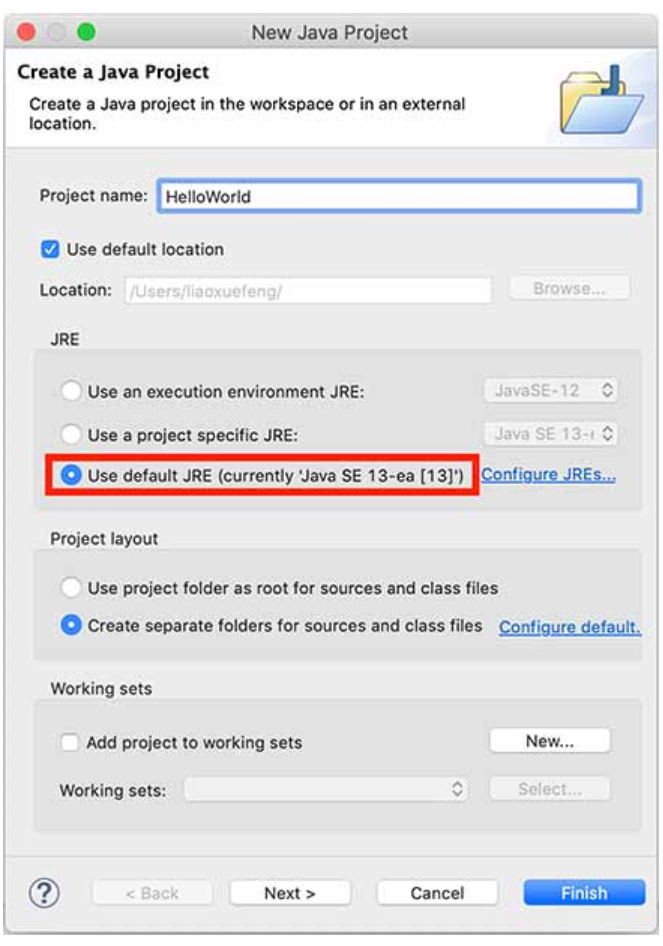 New Java Project
Create a Java Project
Create a Java project in the workspace or in an external
location.
Project name: HelloWorld
Use default location
Location: /Users/liaoxuefeng/ Browse...
JRE
Use an execution environment JRE: JavaSE-12
Use a project specific JRE: Java SE 13-
Use default JRE (currently 'Java SE 13-ea [13]') Configure JREs...
Project layout
Use project folder as root for sources and class files
Create separate folders for sources and class files Configure default.
Working sets
Add project to working sets New...
Working sets: Select...
? < Back Next > Cancel Finish